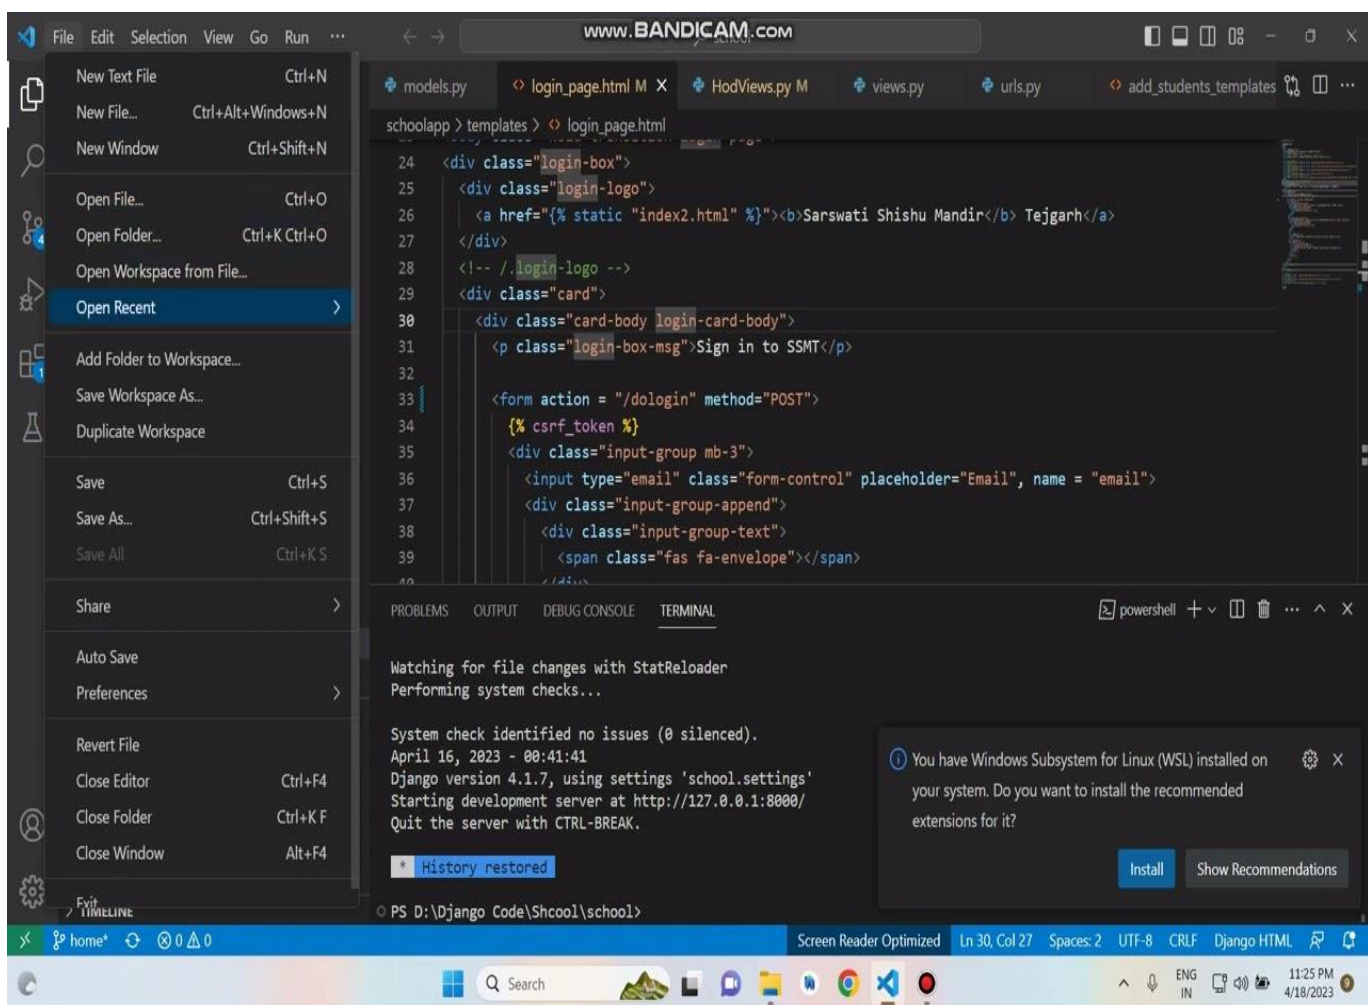 www.BANDICAM.com
File Edit Selection View Go Run ···
New Text File Ctrl+N
New File... Ctrl+Alt+Windows+N
New Window Ctrl+Shift+N
Open File... Ctrl+O
Open Folder... Ctrl+K Ctrl+O
Open Workspace from File...
Open Recent
Add Folder to Workspace...
Save Workspace As...
Duplicate Workspace
Save Ctrl+S
Save As... Ctrl+Shift+S
Save All Ctrl+K S
Share
Auto Save
Preferences
Revert File
Close Editor Ctrl+F4
Close Folder Ctrl+K F
Close Window Alt+F4
Exit
TIMELINE
models.py login_page.html M HodViews.py M views.py urls.py add_students_templates
schoolapp > templates > login_page.html
24 <div class="login-box">
25 <div class="login-logo">
26 <a href="{% static "index2.html" %}"><b>Sarswati Shishu Mandir</b> Tejgarh</a>
27 </div>
28 <!-- /.login-logo -->
29 <div class="card">
30 <div class="card-body login-card-body">
31 <p class="login-box-msg">Sign in to SSMT</p>
32
33 <form action = "/dologin" method="POST">
34 {% csrf_token %}
35 <div class="input-group mb-3">
36 <input type="email" class="form-control" placeholder="Email", name = "email">
37 <div class="input-group-append">
38 <div class="input-group-text">
39 <span class="fas fa-envelope"></span>
PROBLEMS OUTPUT DEBUG CONSOLE TERMINAL powershell
Watching for file changes with StatReloader
Performing system checks...
System check identified no issues (0 silenced).
April 16, 2023 - 00:41:41
Django version 4.1.7, using settings 'school.settings'
Starting development server at http://127.0.0.1:8000/
Quit the server with CTRL-BREAK.
* History restored
PS D:\Django Code\Shcool\school>
You have Windows Subsystem for Linux (WSL) installed on
your system. Do you want to install the recommended
extensions for it?
Install Show Recommendations
home* 0 0 Screen Reader Optimized Ln 30, Col 27 Spaces: 2 UTF-8 CRLF Django HTML
Search ENG IN 11:25 PM 4/18/2023